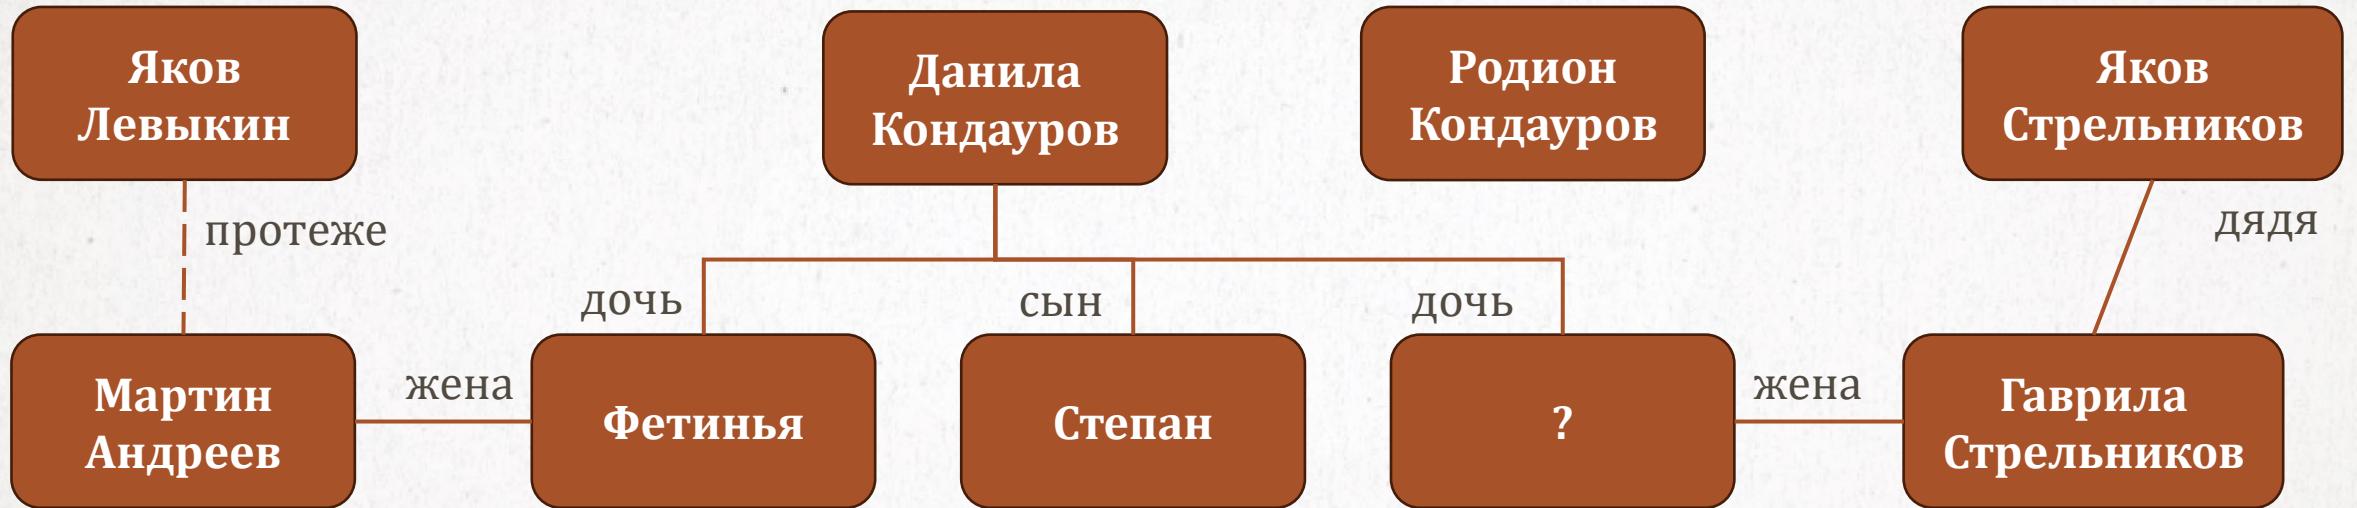 Яков
Левыкин
Данила
Кондауров
Родион
Кондауров
Яков
Стрельников
протеже
дядя
дочь
сын
дочь
Мартин
Андреев
жена
Фетинья
Степан
?
жена
Гаврила
Стрельников